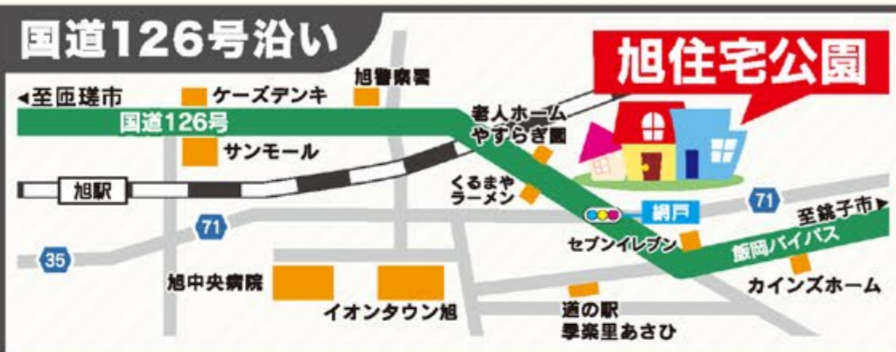 国道126号沿い
旭住宅公園
◀至匝瑳市
ケーズデンキ
旭警察署
国道126号
サンモール
老人ホーム
やすらぎ園
旭駅
くるまや
ラーメン
網戸
71
至銚子市▶
71
35
セブンイレブン
飯岡バイパス
旭中央病院
イオンタウン旭
カインズホーム
道の駅
季楽里あさひ